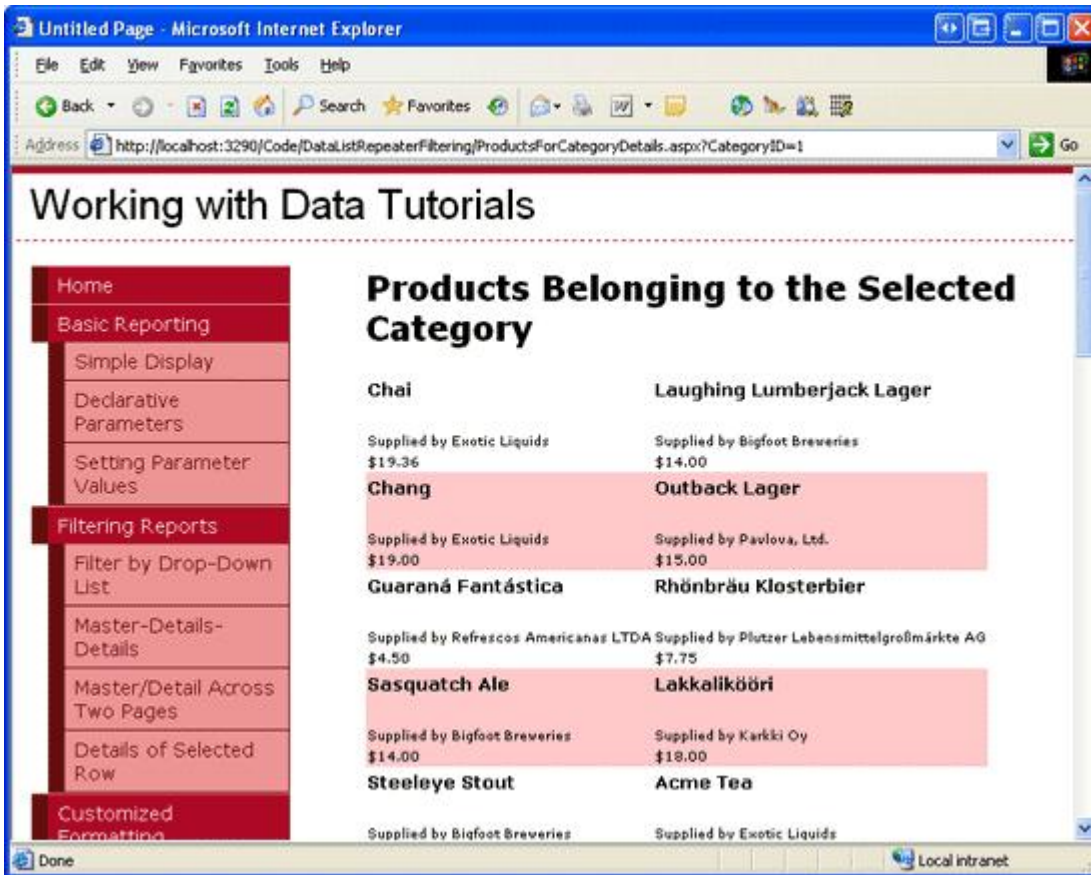 Untitled Page - Microsoft Internet Explorer
File Edit View Favorites Tools Help
Back Search Favorites
Address http://localhost:3290/Code/DataListRepeaterFiltering/ProductsForCategoryDetails.aspx?CategoryID=1 Go
Working with Data Tutorials
Home
Basic Reporting
Simple Display
Declarative
Parameters
Setting Parameter
Values
Filtering Reports
Filter by Drop-Down
List
Master-Details-
Details
Master/Detail Across
Two Pages
Details of Selected
Row
Customized
Formatting
Products Belonging to the Selected
Category
Chai Laughing Lumberjack Lager
Supplied by Exotic Liquids Supplied by Bigfoot Breweries
$19.36 $14.00
Chang Outback Lager
Supplied by Exotic Liquids Supplied by Pavlova, Ltd.
$19.00 $15.00
Guaraná Fantástica Rhönbräu Klosterbier
Supplied by Refrescos Americanas LTDA Supplied by Plutzer Lebensmittelgroßmärkte AG
$4.50 $7.75
Sasquatch Ale Lakkalikööri
Supplied by Bigfoot Breweries Supplied by Karkki Oy
$14.00 $18.00
Steeleye Stout Acme Tea
Supplied by Bigfoot Breweries Supplied by Exotic Liquids
Done Local intranet